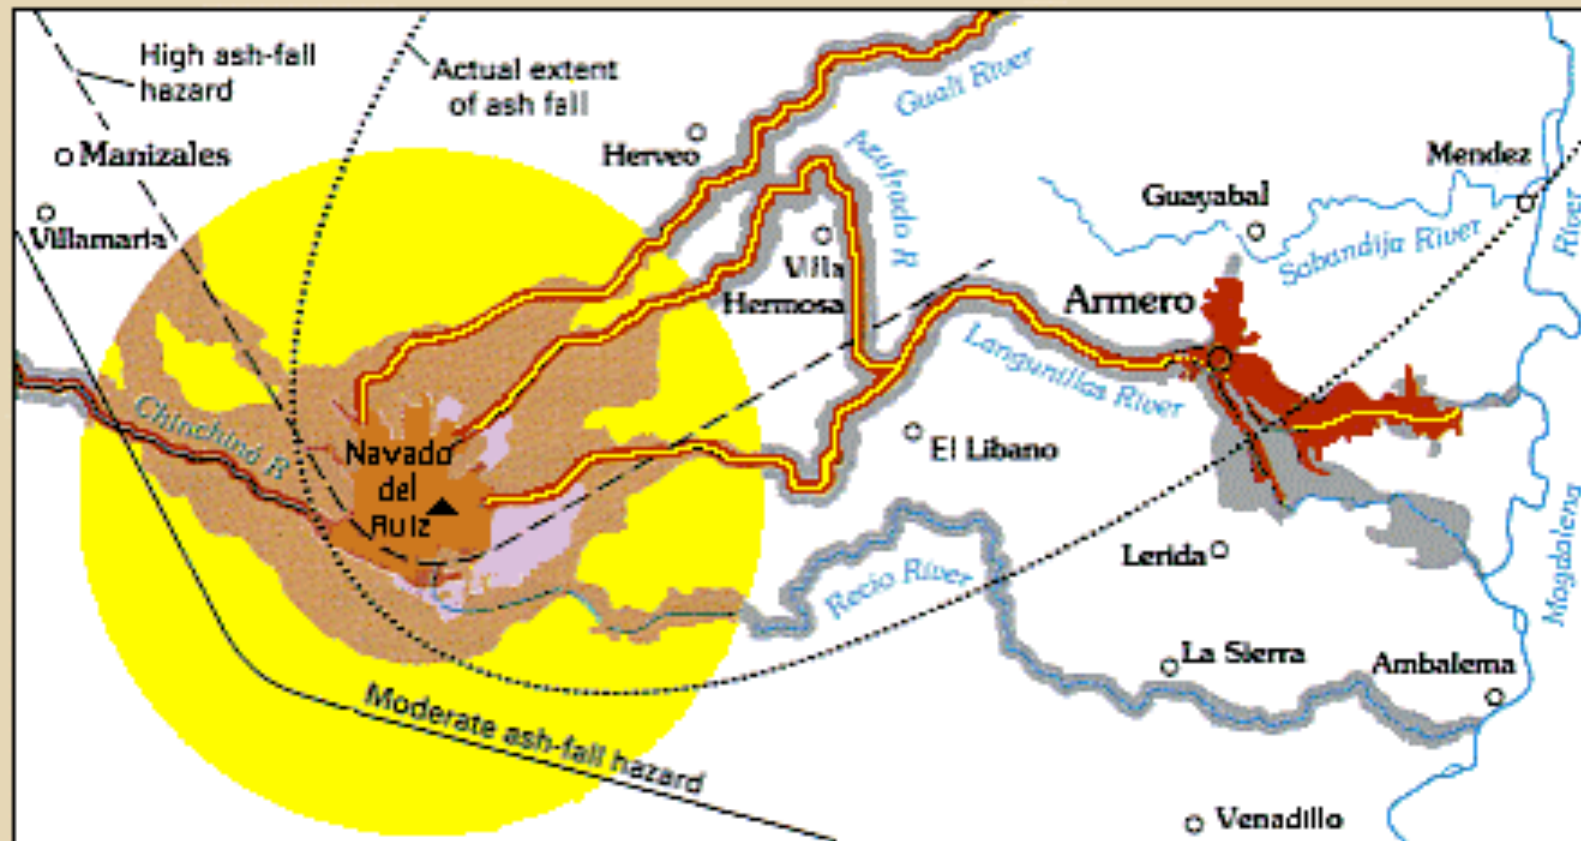 High ash-fall
hazard
Actual extent
of ash fall
Guali River
Manizales
Herveo
Azufrado R
Mendez
Guayabal
Villamaria
Sabandija River
River
Villa
Hermosa
Armero
Langunillas River
Chinchiná R
Navado
del
Ruiz
El Libano
Lerida
Magdalena
Recio River
La Sierra
Ambalema
Moderate ash-fall hazard
Venadillo